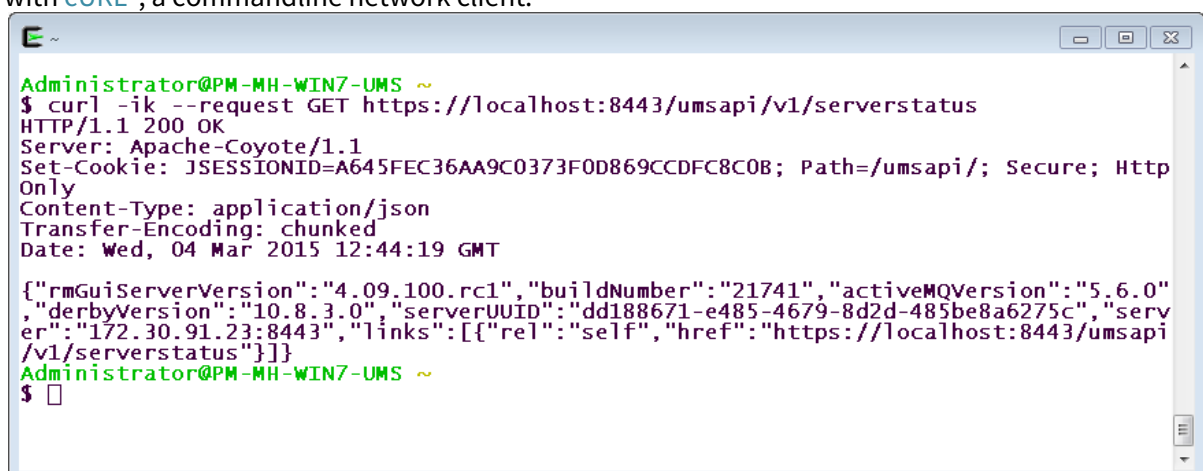 with cURL , a commandline network client.
~
Administrator@PM-MH-WIN7-UMS ~
$ curl -ik --request GET https://localhost:8443/umsapi/v1/serverstatus
HTTP/1.1 200 OK
Server: Apache-Coyote/1.1
Set-Cookie: JSESSIONID=A645FEC36AA9C0373F0D869CCDFC8C0B; Path=/umsapi/; Secure; Http
Only
Content-Type: application/json
Transfer-Encoding: chunked
Date: Wed, 04 Mar 2015 12:44:19 GMT
{"rmGuiServerVersion":"4.09.100.rc1","buildNumber":"21741","activeMQVersion":"5.6.0"
,"derbyVersion":"10.8.3.0","serverUUID":"dd188671-e485-4679-8d2d-485be8a6275c","serv
er":"172.30.91.23:8443","links":[{"rel":"self","href":"https://localhost:8443/umsapi
/v1/serverstatus"}]}
Administrator@PM-MH-WIN7-UMS ~
$